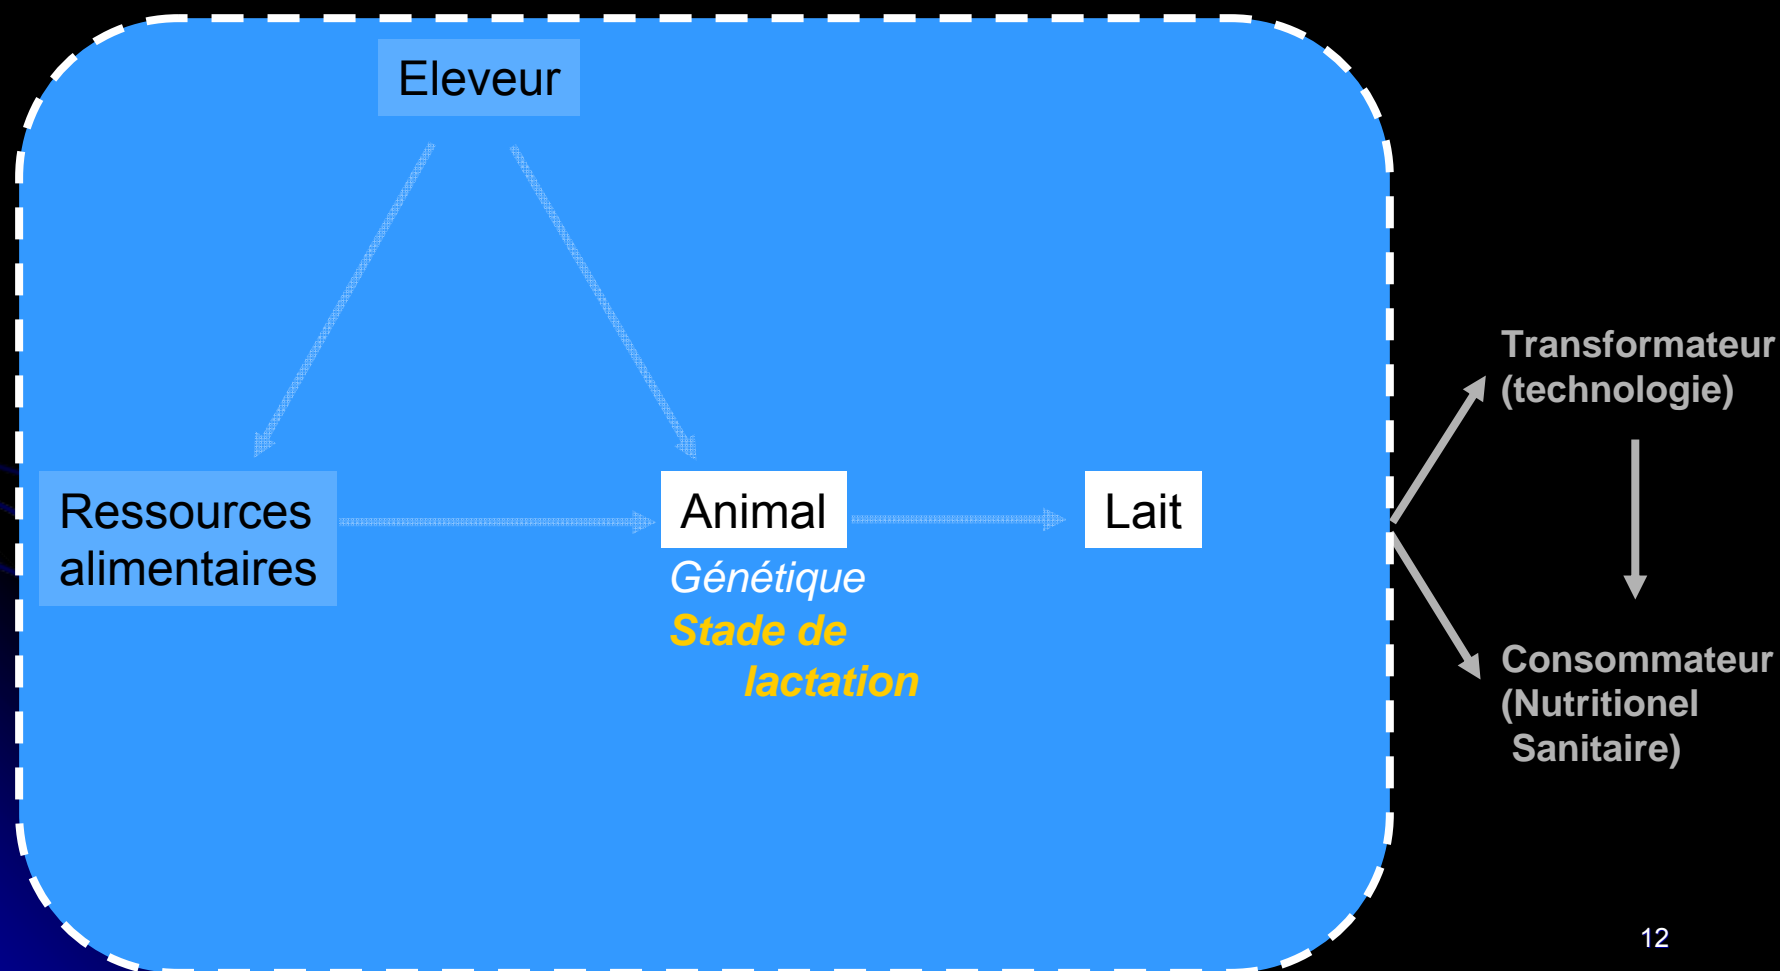 Eleveur
Ressources
alimentaires
Animal
Génétique
Stade de
lactation
Lait
Transformateur
(technologie)
Consommateur
(Nutritionel
Sanitaire)
12